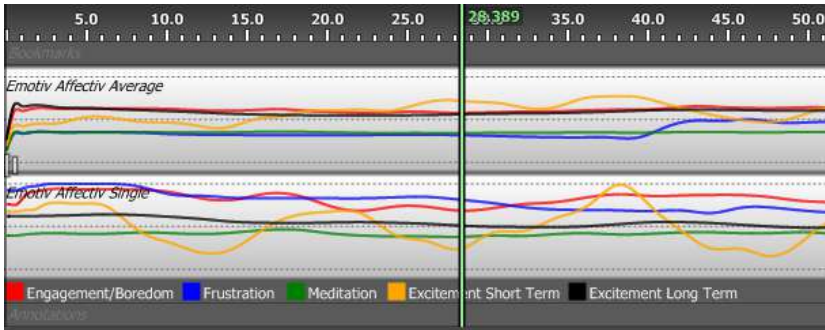 5.0 10.0 15.0 20.0 25.0 28.389 35.0 40.0 45.0 50.0
Bookmarks
Emotiv Affectiv Average
Emotiv Affectiv Single
Engagement/Boredom Frustration Meditation Excitement Short Term Excitement Long Term
Annotations